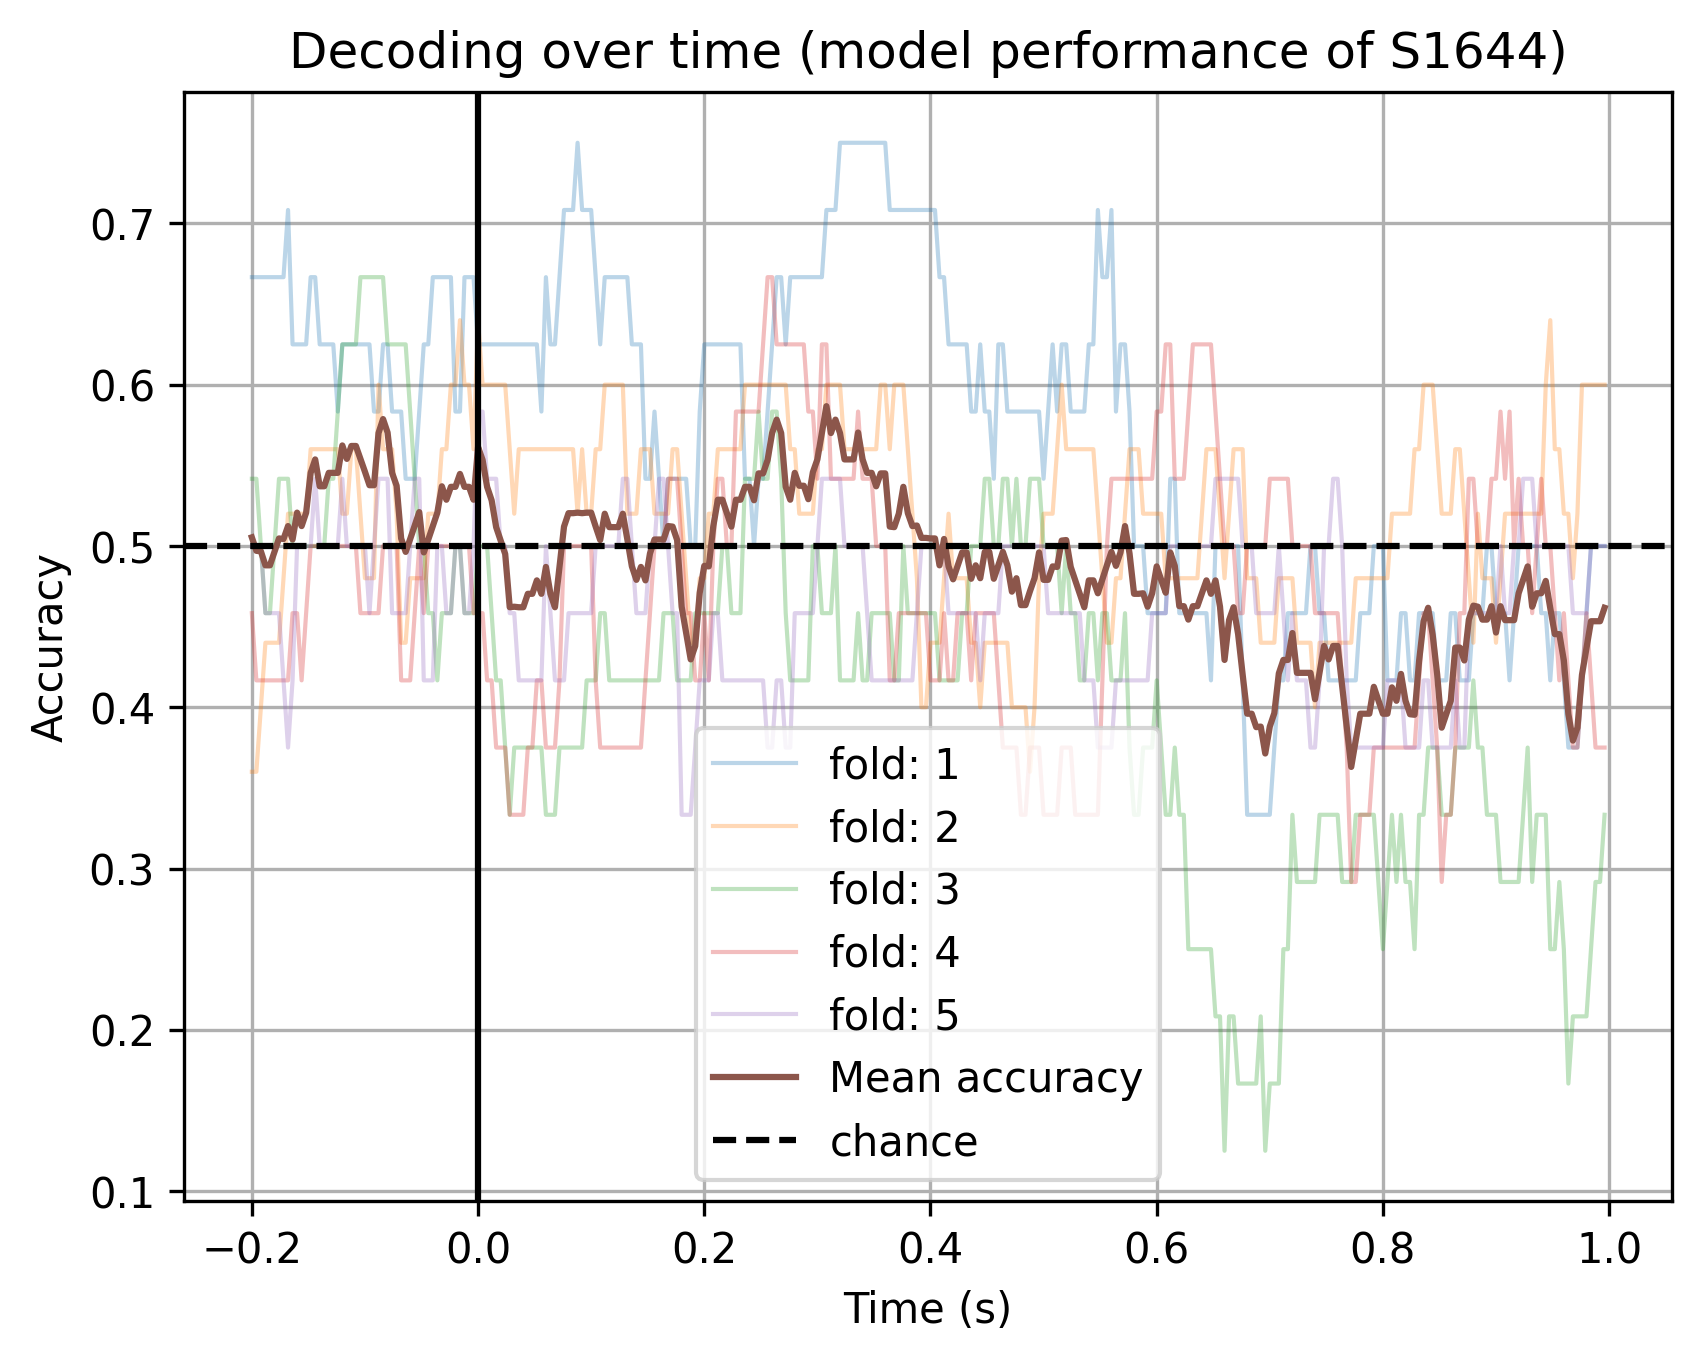 Decoding over time (model performance of S1644)
Accuracy
0.7
0.6
0.5
0.4
0.3
0.2
0.1
fold: 1
fold: 2
fold: 3
fold: 4
fold: 5
Mean accuracy
chance
−0.2 0.0 0.2 0.4 0.6 0.8 1.0
Time (s)